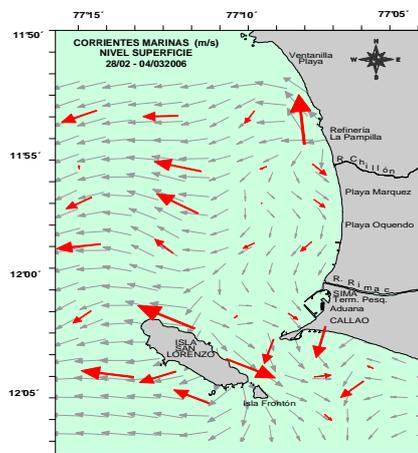 77°15' 77°10' 77°05'
11°50'
CORRIENTES MARINAS (m/s)
NIVEL SUPERFICIE
28/02 - 04/032006
Ventanilla
Playa
N
W E
Refinería
La Pampilla
11°55'
R. Chillón
Playa Marquez
Playa Oquendo
12°00'
R. Rimac
SIMA
Term. Pesq.
Aduana
CALLAO
ISLA
SAN
LORENZO
12°05'
Isla Frontón